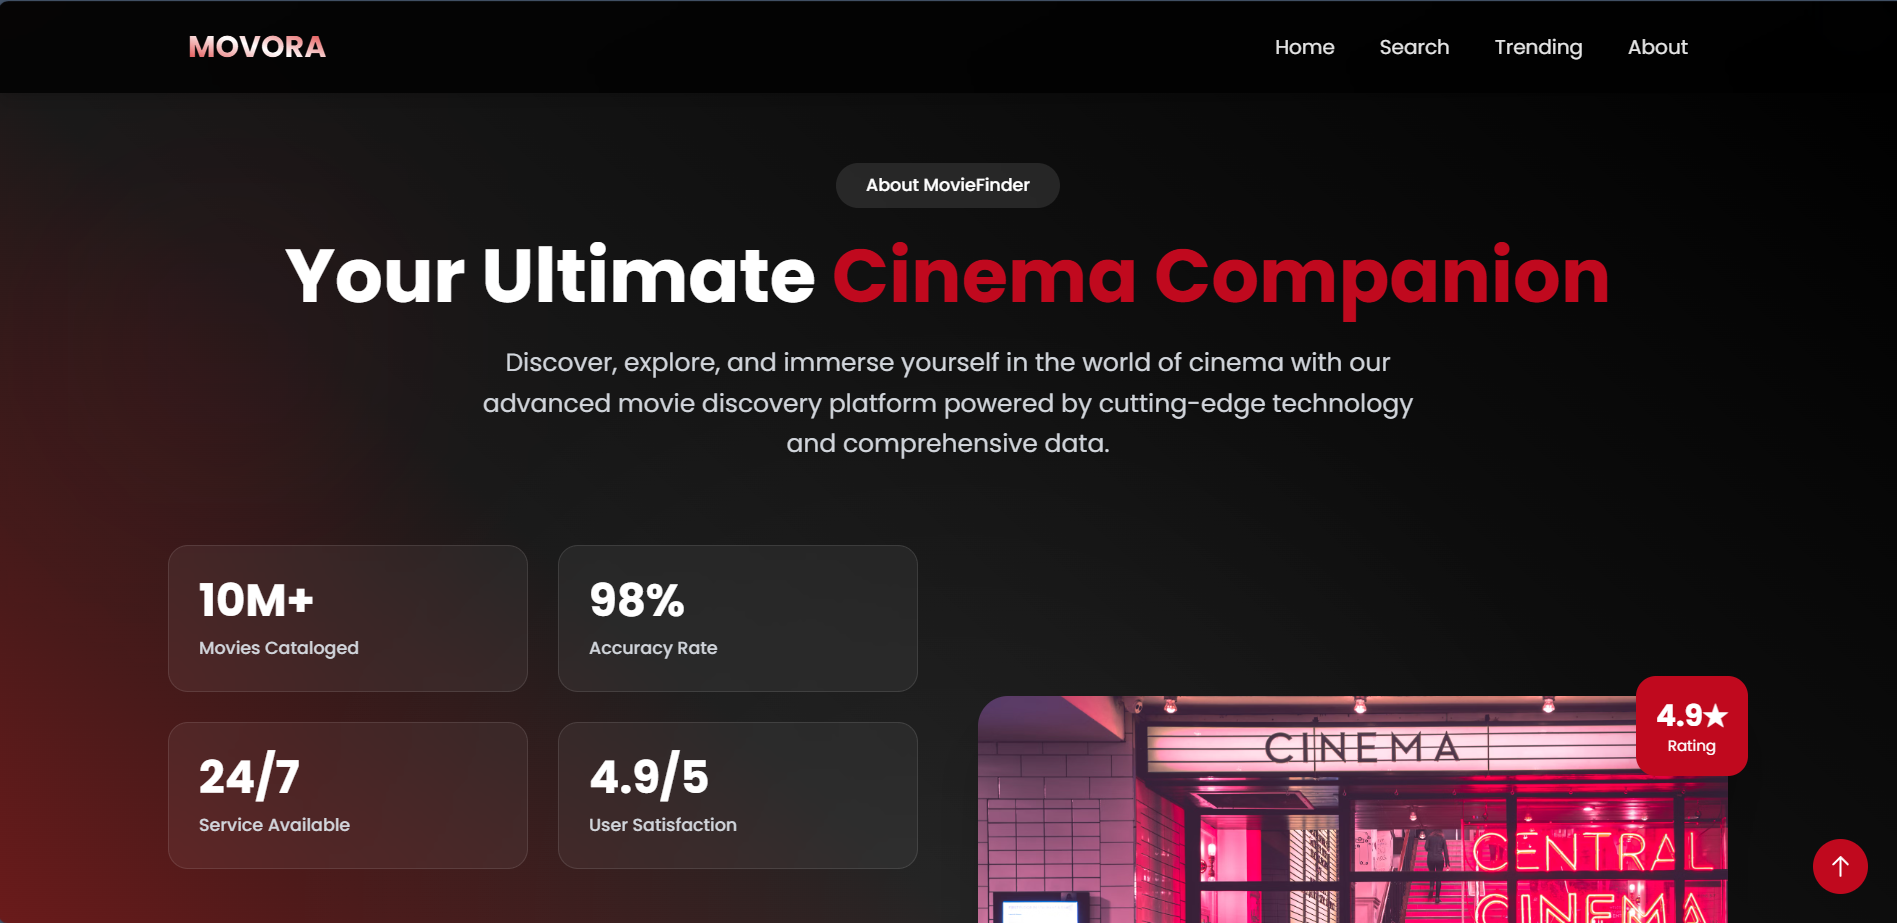 MOVORA
Home Search Trending About
About MovieFinder
Your Ultimate Cinema Companion
Discover, explore, and immerse yourself in the world of cinema with our
advanced movie discovery platform powered by cutting-edge technology
and comprehensive data.
10M+
Movies Cataloged
98%
Accuracy Rate
24/7
Service Available
4.9/5
User Satisfaction
4.9★
Rating
CINEMA
CENTRAL
CINEMA